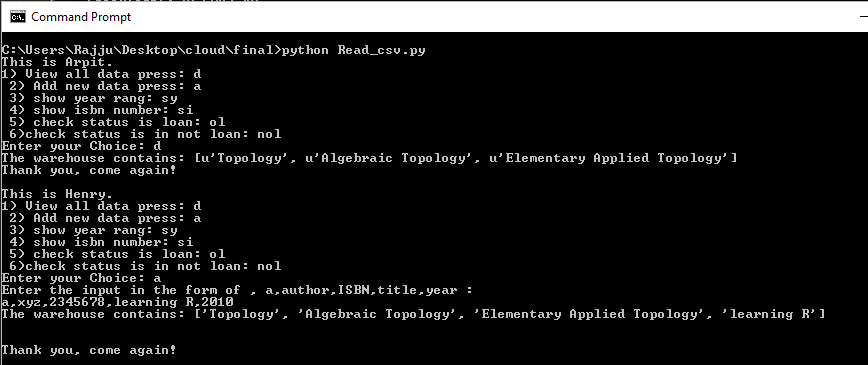 Command Prompt
C:\Users\Rajju\Desktop\cloud\final>python Read_csv.py
This is Arpit.
1) View all data press: d
 2) Add new data press: a
 3) show year rang: sy
 4) show isbn number: si
 5) check status is loan: ol
 6)check status is in not loan: nol
Enter your Choice: d
The warehouse contains: [u'Topology', u'Algebraic Topology', u'Elementary Applied Topology']
Thank you, come again!
This is Henry.
1) View all data press: d
 2) Add new data press: a
 3) show year rang: sy
 4) show isbn number: si
 5) check status is loan: ol
 6)check status is in not loan: nol
Enter your Choice: a
Enter the input in the form of , a,author,ISBN,title,year :
a,xyz,2345678,learning R,2010
The warehouse contains: ['Topology', 'Algebraic Topology', 'Elementary Applied Topology', 'learning R']
Thank you, come again!